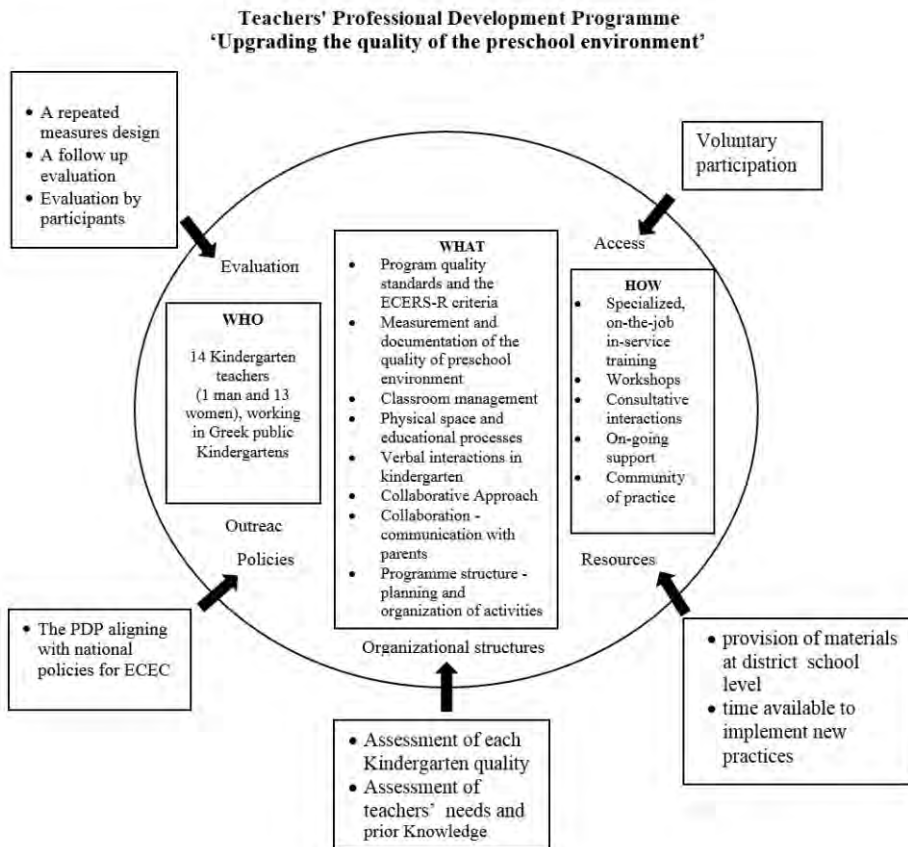 Teachers' Professional Development Programme
‘Upgrading the quality of the preschool environment’
• A repeated
measures design
• A follow up
evaluation
• Evaluation by
participants
Voluntary
participation
Evaluation
Access
WHO
14 Kindergarten
teachers
(1 man and 13
women), working
in Greek public
Kindergartens
WHAT
• Program quality
standards and the
ECERS-R criteria
• Measurement and
documentation of the
quality of preschool
environment
• Classroom management
• Physical space and
educational processes
• Verbal interactions in
kindergarten
• Collaborative Approach
• Collaboration -
communication with
parents
• Programme structure -
planning and
organization of activities
HOW
• Specialized,
on-the-job
in-service
training
• Workshops
• Consultative
interactions
• On-going
support
• Community
of practice
Outreac
Policies
Resources
Organizational structures
• The PDP aligning
with national
policies for ECEC
• Assessment of each
Kindergarten quality
• Assessment of
teachers’ needs and
prior Knowledge
• provision of materials
at district school
level
• time available to
implement new
practices